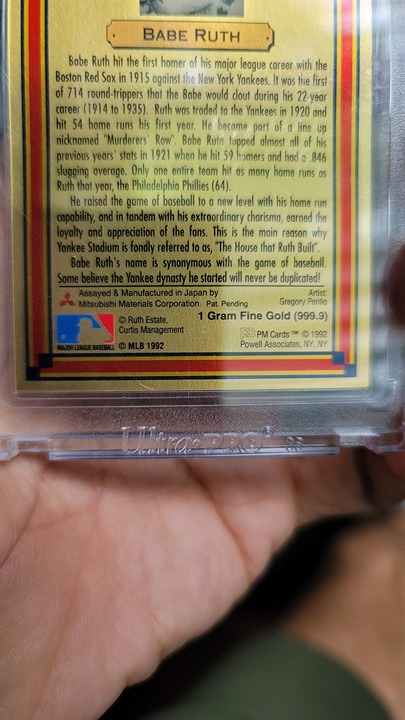 BABE RUTH
Babe Ruth hit the first homer of his major league career with the
Boston Red Sox in 1915 against the New York Yankees. It was the first
of 714 round-trippers that the Babe would clout during his 22-year
career (1914 to 1935). Ruth was traded to the Yankees in 1920 and
hit 54 home runs his first year. He became part of a line up
nicknamed "Murderers' Row". Babe Ruth topped almost all of his
previous years' stats in 1921 when he hit 59 homers and had a .846
slugging average. Only one entire team hit as many home runs as
Ruth that year, the Philadelphia Phillies (64).
He raised the game of baseball to a new level with his home run
capability, and in tandem with his extraordinary charisma, earned the
loyalty and appreciation of the fans. This is the main reason why
Yankee Stadium is fondly referred to as, "The House that Ruth Built".
Babe Ruth's name is synonymous with the game of baseball.
Some believe the Yankee dynasty he started will never be duplicated!
Assayed & Manufactured in Japan by
Mitsubishi Materials Corporation Pat. Pending
Artist:
Gregory Perillo
1 Gram Fine Gold (999.9)
© Ruth Estate,
Curtis Management
MAJOR LEAGUE BASEBALL
© MLB 1992
PM Cards™ © 1992
Powell Associates, NY, NY
Ultra-PRO®